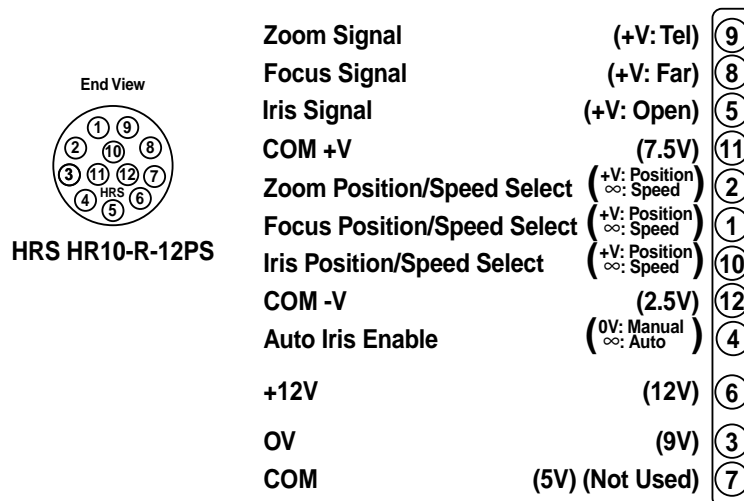 End View
1 9
2 10 8
3 11 12 7
HRS
4 5 6
HRS HR10-R-12PS
Zoom Signal (+V: Tel) 9
Focus Signal (+V: Far) 8
Iris Signal (+V: Open) 5
COM +V (7.5V) 11
Zoom Position/Speed Select (+V: Position ∞: Speed) 2
Focus Position/Speed Select (+V: Position ∞: Speed) 1
Iris Position/Speed Select (+V: Position ∞: Speed) 10
COM -V (2.5V) 12
Auto Iris Enable (0V: Manual ∞: Auto) 4
+12V (12V) 6
OV (9V) 3
COM (5V) (Not Used) 7